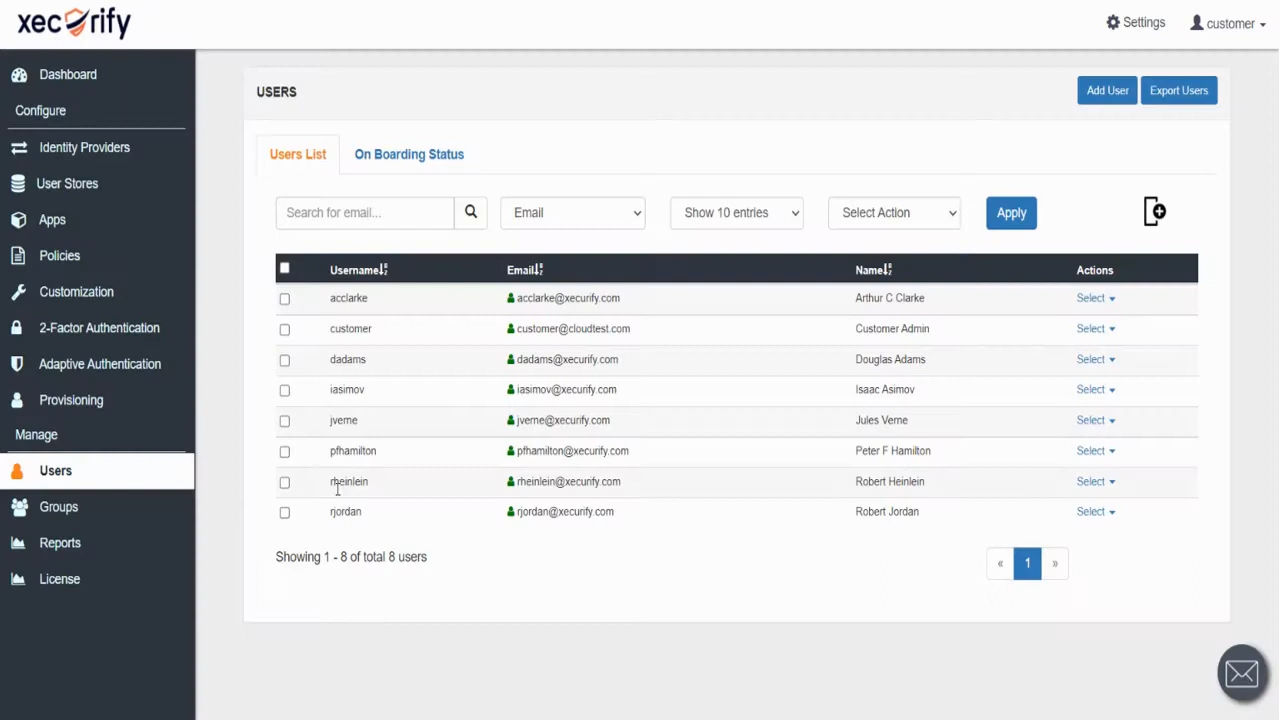 xecurify
Settings
customer
Dashboard
Configure
Identity Providers
User Stores
Apps
Policies
Customization
2-Factor Authentication
Adaptive Authentication
Provisioning
Manage
Users
Groups
Reports
License
USERS
Add User
Export Users
Users List
On Boarding Status
Search for email...
Email
Show 10 entries
Select Action
Apply
Username Email Name Actions
acclarke acclarke@xecurify.com Arthur C Clarke Select
customer customer@cloudtest.com Customer Admin Select
dadams dadams@xecurify.com Douglas Adams Select
iasimov iasimov@xecurify.com Isaac Asimov Select
jverne jverne@xecurify.com Jules Verne Select
pfhamilton pfhamilton@xecurify.com Peter F Hamilton Select
rheinlein rheinlein@xecurify.com Robert Heinlein Select
rjordan rjordan@xecurify.com Robert Jordan Select
Showing 1 - 8 of total 8 users
« 1 »